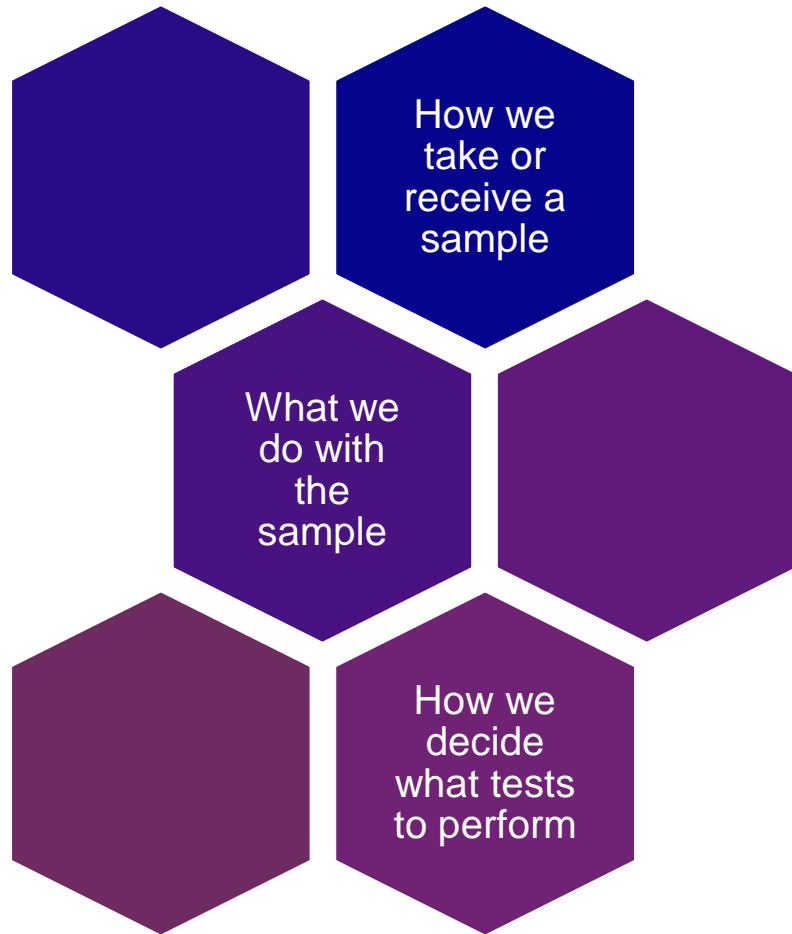 How we
take or
receive a
sample
What we
do with
the
sample
How we
decide
what tests
to perform